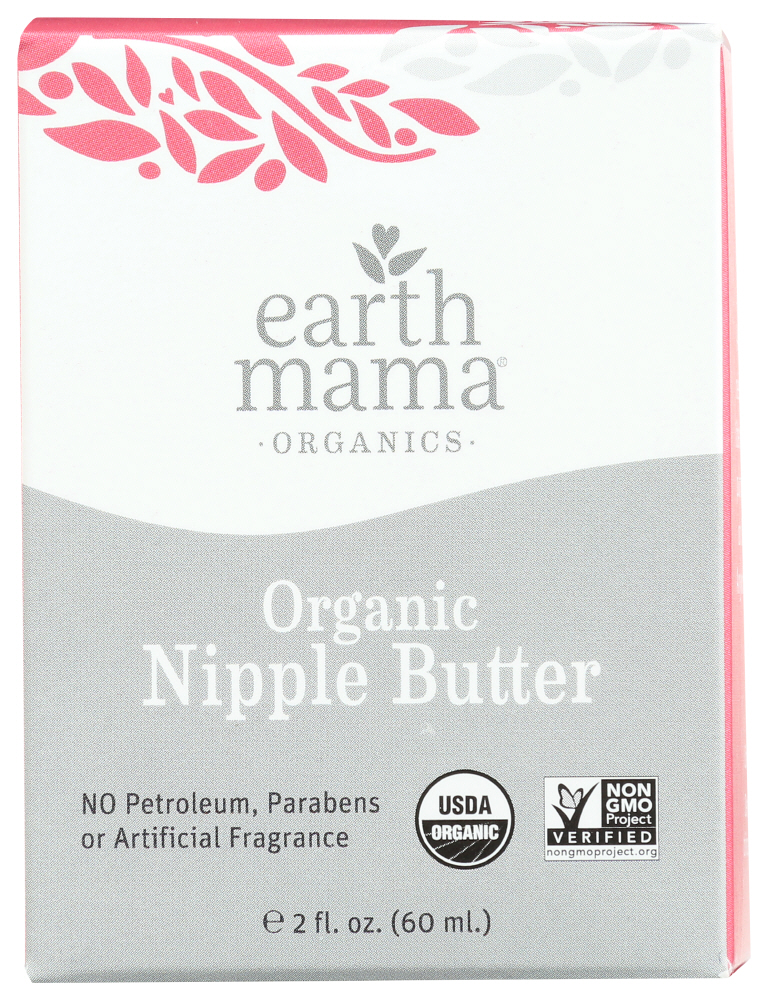 earth
mama®
·ORGANICS·
Organic
Nipple Butter
NO Petroleum, Parabens
or Artificial Fragrance
USDA
ORGANIC
NON
GMO
Project
VERIFIED
nongmoproject.org
℮ 2 fl. oz. (60 ml.)